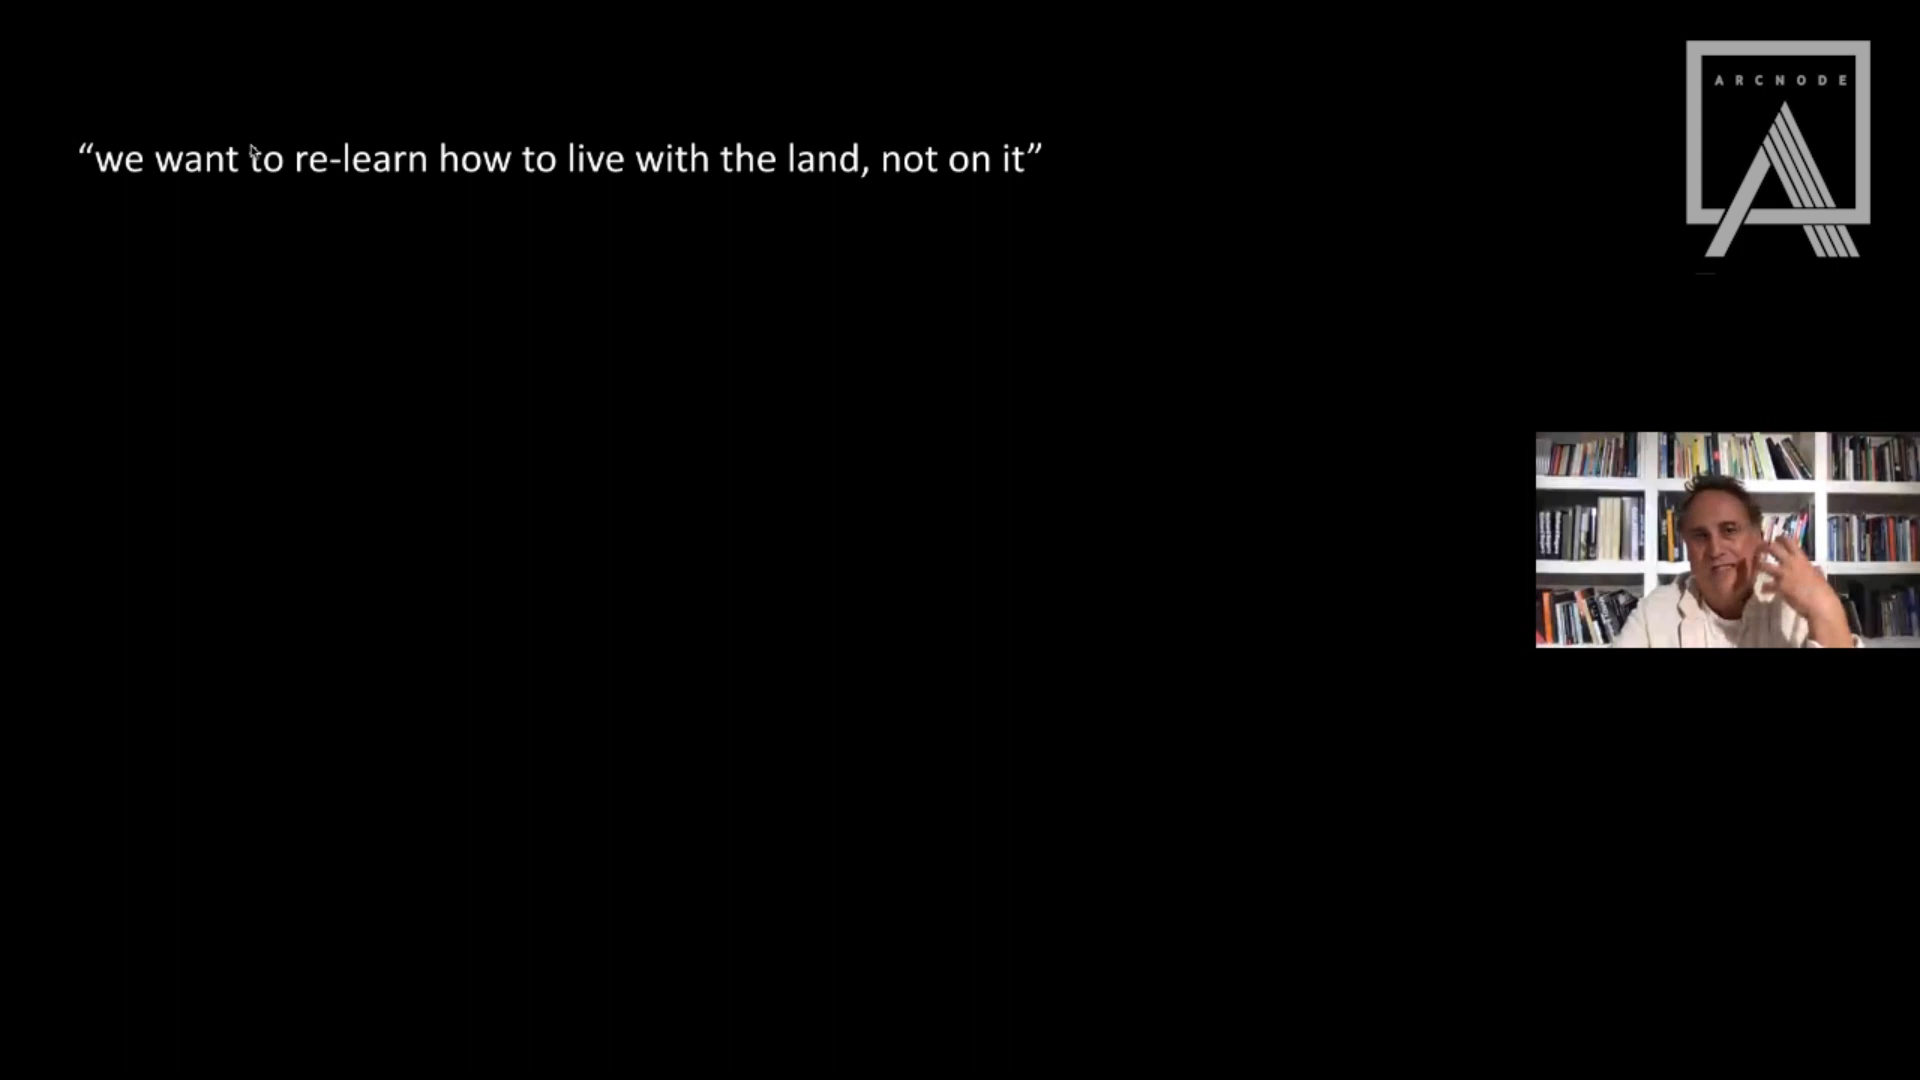 “we want to re-learn how to live with the land, not on it”
ARCNODE